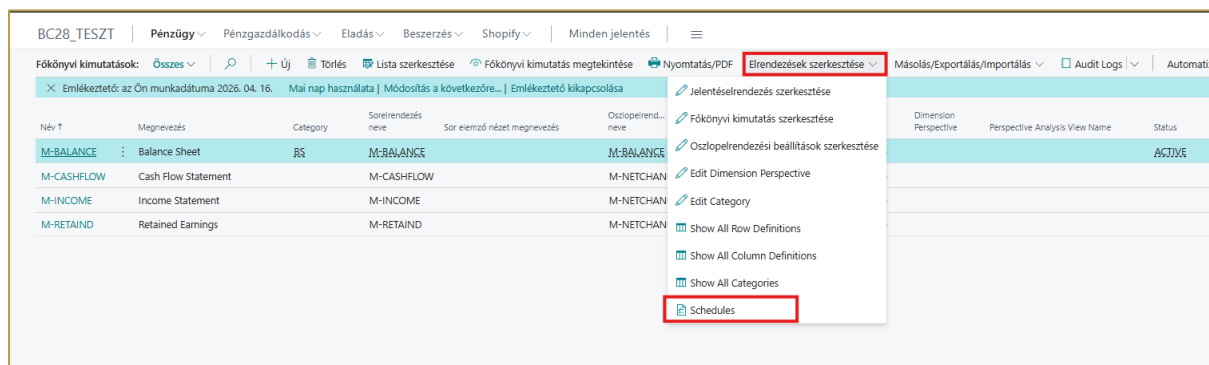 BC28_TESZT Pénzügy Pénzgazdálkodás Eladás Beszerzés Shopify Minden jelentés
Főkönyvi kimutatások: Összes + Új Törlés Lista szerkesztése Főkönyvi kimutatás megtekintése Nyomtatás/PDF Elrendezések szerkesztése Másolás/Exportálás/Importálás Audit Logs Automati
Emlékeztető: az Ön munkadátuma 2026. 04. 16. Mai nap használata | Módosítás a következőre... | Emlékeztető kikapcsolása
Név ↑ Megnevezés Category Sorelrendezés neve Sor elemző nézet megnevezés Oszlopelrend... neve Dimension Perspective Perspective Analysis View Name Status
M-BALANCE Balance Sheet BS M-BALANCE M-BALANCE ACTIVE
M-CASHFLOW Cash Flow Statement M-CASHFLOW M-NETCHAN
M-INCOME Income Statement M-INCOME M-NETCHAN
M-RETAIND Retained Earnings M-RETAIND M-NETCHAN
Jelentéselrendezés szerkesztése
Főkönyvi kimutatás szerkesztése
Oszlopelrendezési beállítások szerkesztése
Edit Dimension Perspective
Edit Category
Show All Row Definitions
Show All Column Definitions
Show All Categories
Schedules